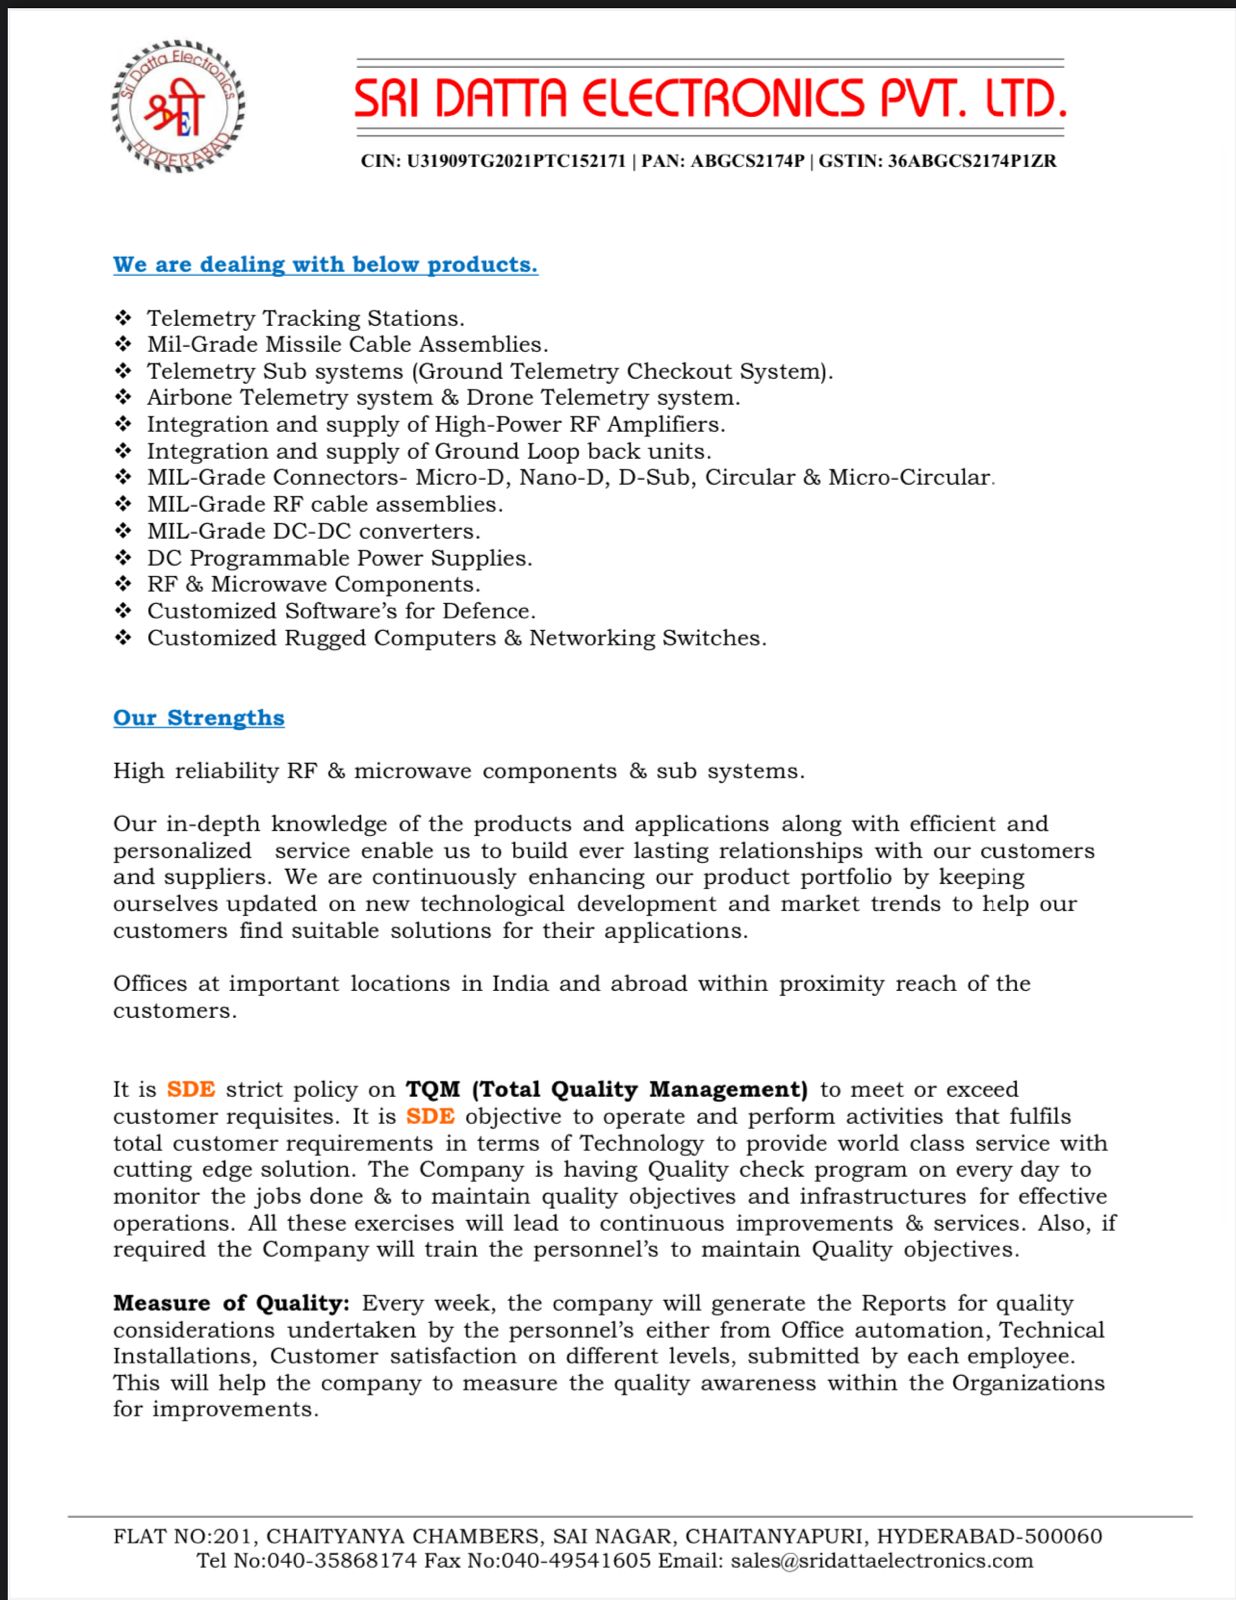 Sri Datta Electronics
श्री
DE
HYDERABAD
SRI DATTA ELECTRONICS PVT. LTD.
CIN: U31909TG2021PTC152171 | PAN: ABGCS2174P | GSTIN: 36ABGCS2174P1ZR
We are dealing with below products.
❖ Telemetry Tracking Stations.
❖ Mil-Grade Missile Cable Assemblies.
❖ Telemetry Sub systems (Ground Telemetry Checkout System).
❖ Airbone Telemetry system & Drone Telemetry system.
❖ Integration and supply of High-Power RF Amplifiers.
❖ Integration and supply of Ground Loop back units.
❖ MIL-Grade Connectors- Micro-D, Nano-D, D-Sub, Circular & Micro-Circular.
❖ MIL-Grade RF cable assemblies.
❖ MIL-Grade DC-DC converters.
❖ DC Programmable Power Supplies.
❖ RF & Microwave Components.
❖ Customized Software’s for Defence.
❖ Customized Rugged Computers & Networking Switches.
Our Strengths
High reliability RF & microwave components & sub systems.
Our in-depth knowledge of the products and applications along with efficient and
personalized service enable us to build ever lasting relationships with our customers
and suppliers. We are continuously enhancing our product portfolio by keeping
ourselves updated on new technological development and market trends to help our
customers find suitable solutions for their applications.
Offices at important locations in India and abroad within proximity reach of the
customers.
It is SDE strict policy on TQM (Total Quality Management) to meet or exceed
customer requisites. It is SDE objective to operate and perform activities that fulfils
total customer requirements in terms of Technology to provide world class service with
cutting edge solution. The Company is having Quality check program on every day to
monitor the jobs done & to maintain quality objectives and infrastructures for effective
operations. All these exercises will lead to continuous improvements & services. Also, if
required the Company will train the personnel’s to maintain Quality objectives.
Measure of Quality: Every week, the company will generate the Reports for quality
considerations undertaken by the personnel’s either from Office automation, Technical
Installations, Customer satisfaction on different levels, submitted by each employee.
This will help the company to measure the quality awareness within the Organizations
for improvements.
FLAT NO:201, CHAITYANYA CHAMBERS, SAI NAGAR, CHAITANYAPURI, HYDERABAD-500060
Tel No:040-35868174 Fax No:040-49541605 Email: sales@sridattaelectronics.com